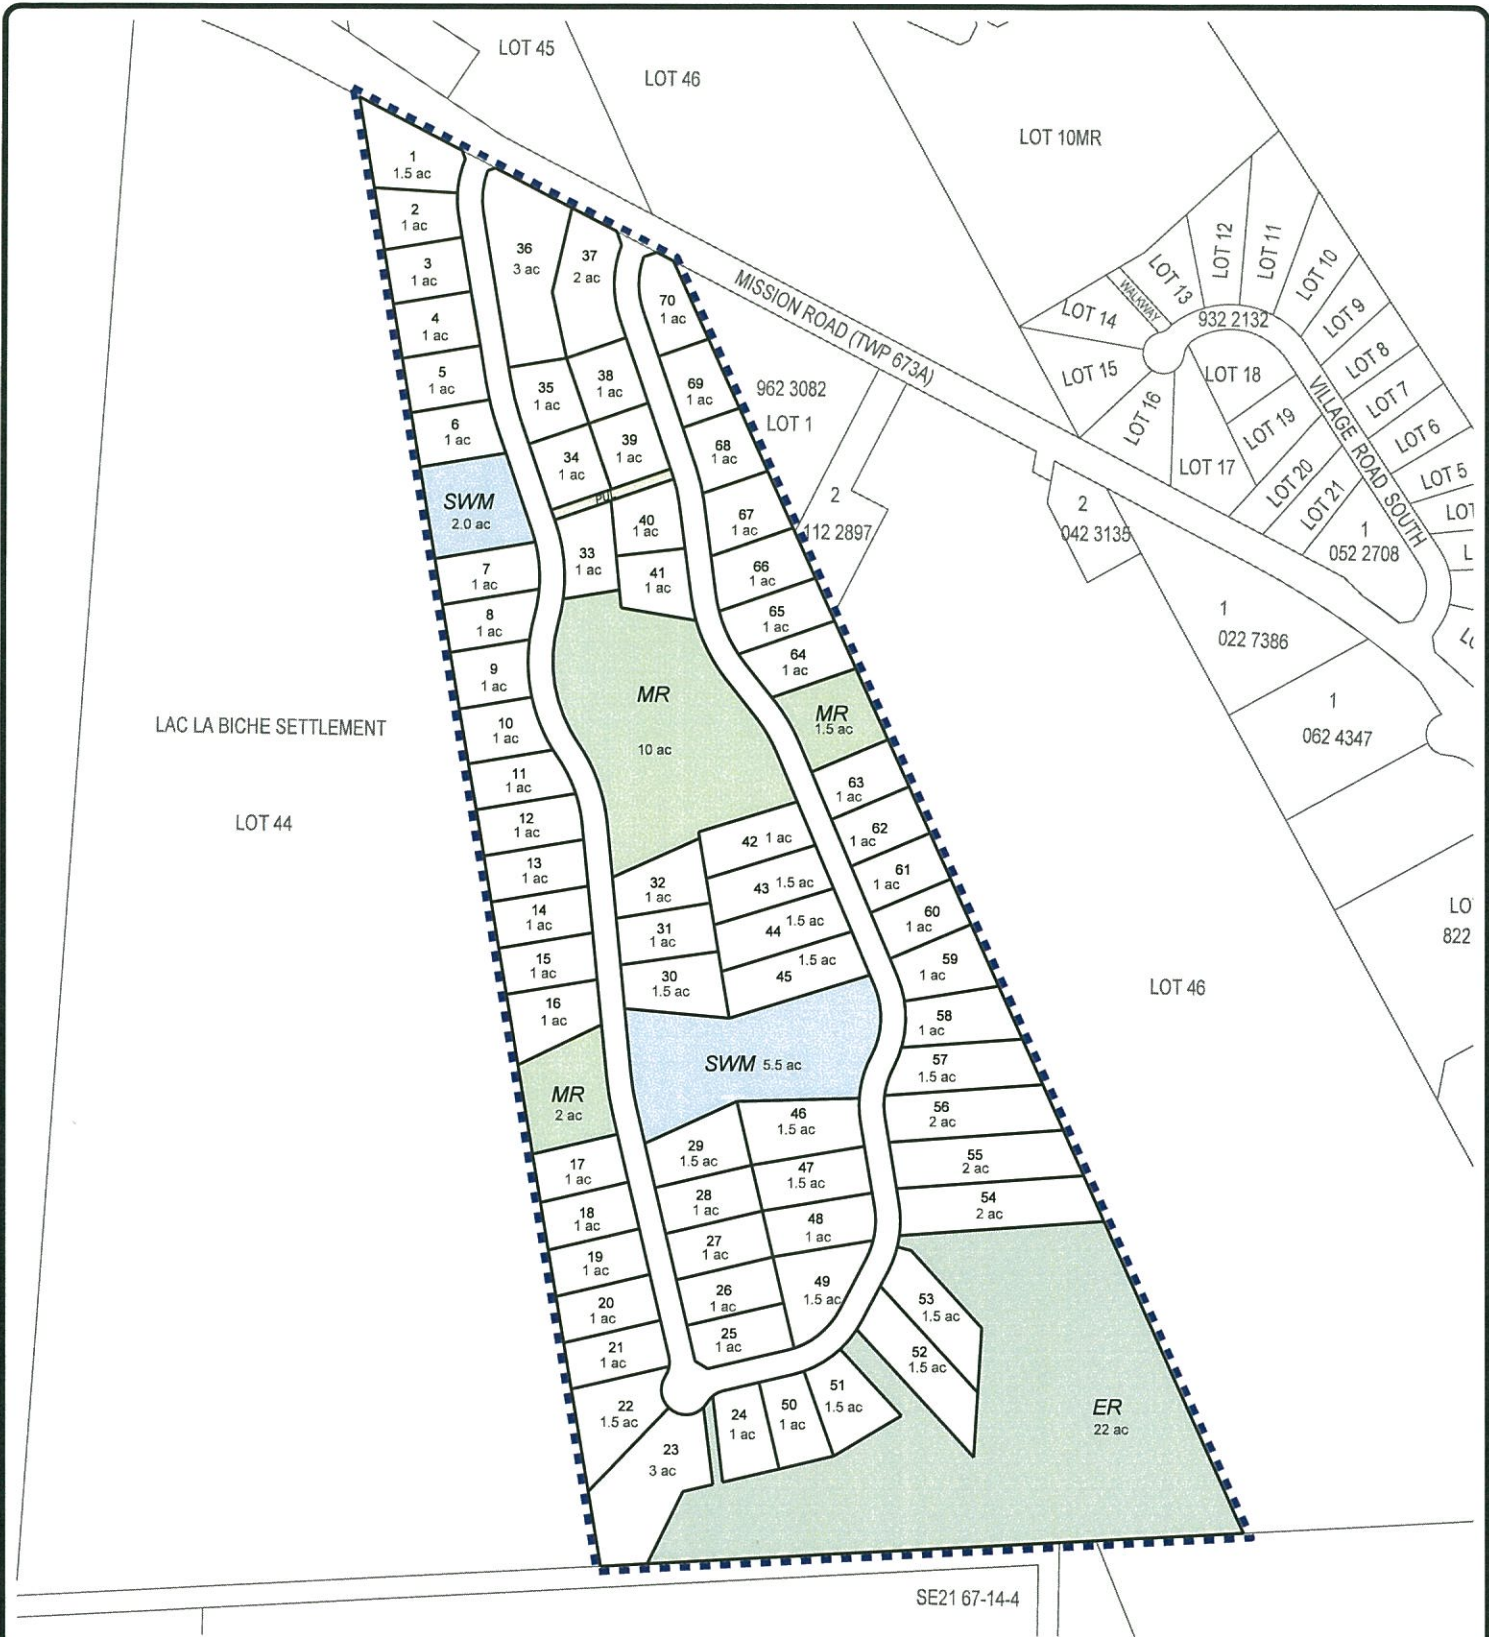 LOT 45
LOT 46
LOT 10MR
1
1.5 ac
2
1 ac
3
1 ac
4
1 ac
5
1 ac
6
1 ac
SWM
2.0 ac
7
1 ac
8
1 ac
9
1 ac
10
1 ac
11
1 ac
12
1 ac
13
1 ac
14
1 ac
15
1 ac
16
1 ac
MR
2 ac
17
1 ac
18
1 ac
19
1 ac
20
1 ac
21
1 ac
22
1.5 ac
23
3 ac
36
3 ac
37
2 ac
35
1 ac
38
1 ac
34
1 ac
39
1 ac
PUL
33
1 ac
40
1 ac
41
1 ac
MR
10 ac
42 1 ac
43 1.5 ac
44 1.5 ac
45 1.5 ac
32
1 ac
31
1 ac
30
1.5 ac
SWM 5.5 ac
29
1.5 ac
46
1.5 ac
28
1 ac
47
1.5 ac
27
1 ac
48
1 ac
26
1 ac
49
1.5 ac
25
1 ac
24
1 ac
50
1 ac
51
1.5 ac
52
1.5 ac
53
1.5 ac
70
1 ac
69
1 ac
68
1 ac
67
1 ac
66
1 ac
65
1 ac
64
1 ac
MR
1.5 ac
63
1 ac
62
1 ac
61
1 ac
60
1 ac
59
1 ac
58
1 ac
57
1.5 ac
56
2 ac
55
2 ac
54
2 ac
ER
22 ac
LAC LA BICHE SETTLEMENT
LOT 44
MISSION ROAD (TWP 673A)
962 3082
LOT 1
2
112 2897
2
042 3135
LOT 14
WALKWAY
LOT 13
LOT 12
LOT 11
LOT 10
LOT 9
LOT 8
LOT 7
LOT 6
LOT 5
LOT
932 2132
LOT 15
LOT 16
LOT 17
LOT 18
LOT 19
LOT 20
LOT 21
VILLAGE ROAD SOUTH
1
052 2708
L
1
022 7386
1
062 4347
LO
822
LOT 46
SE21 67-14-4